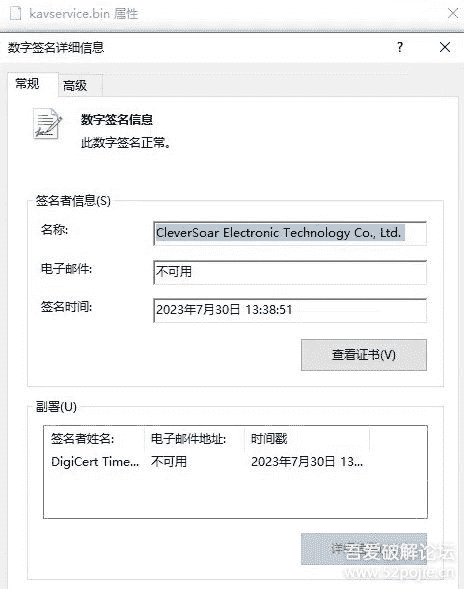 kavservice.bin 属性
数字签名详细信息
常规 高级
数字签名信息
此数字签名正常。
签名者信息(S)
名称: CleverSoar Electronic Technology Co., Ltd.
电子邮件: 不可用
签名时间: 2023年7月30日 13:38:51
查看证书(V)
副署(U)
签名者姓名: 电子邮件地址: 时间戳
DigiCert Time... 不可用 2023年7月30日 13...
吾爱破解论坛
www.52pojie.cn